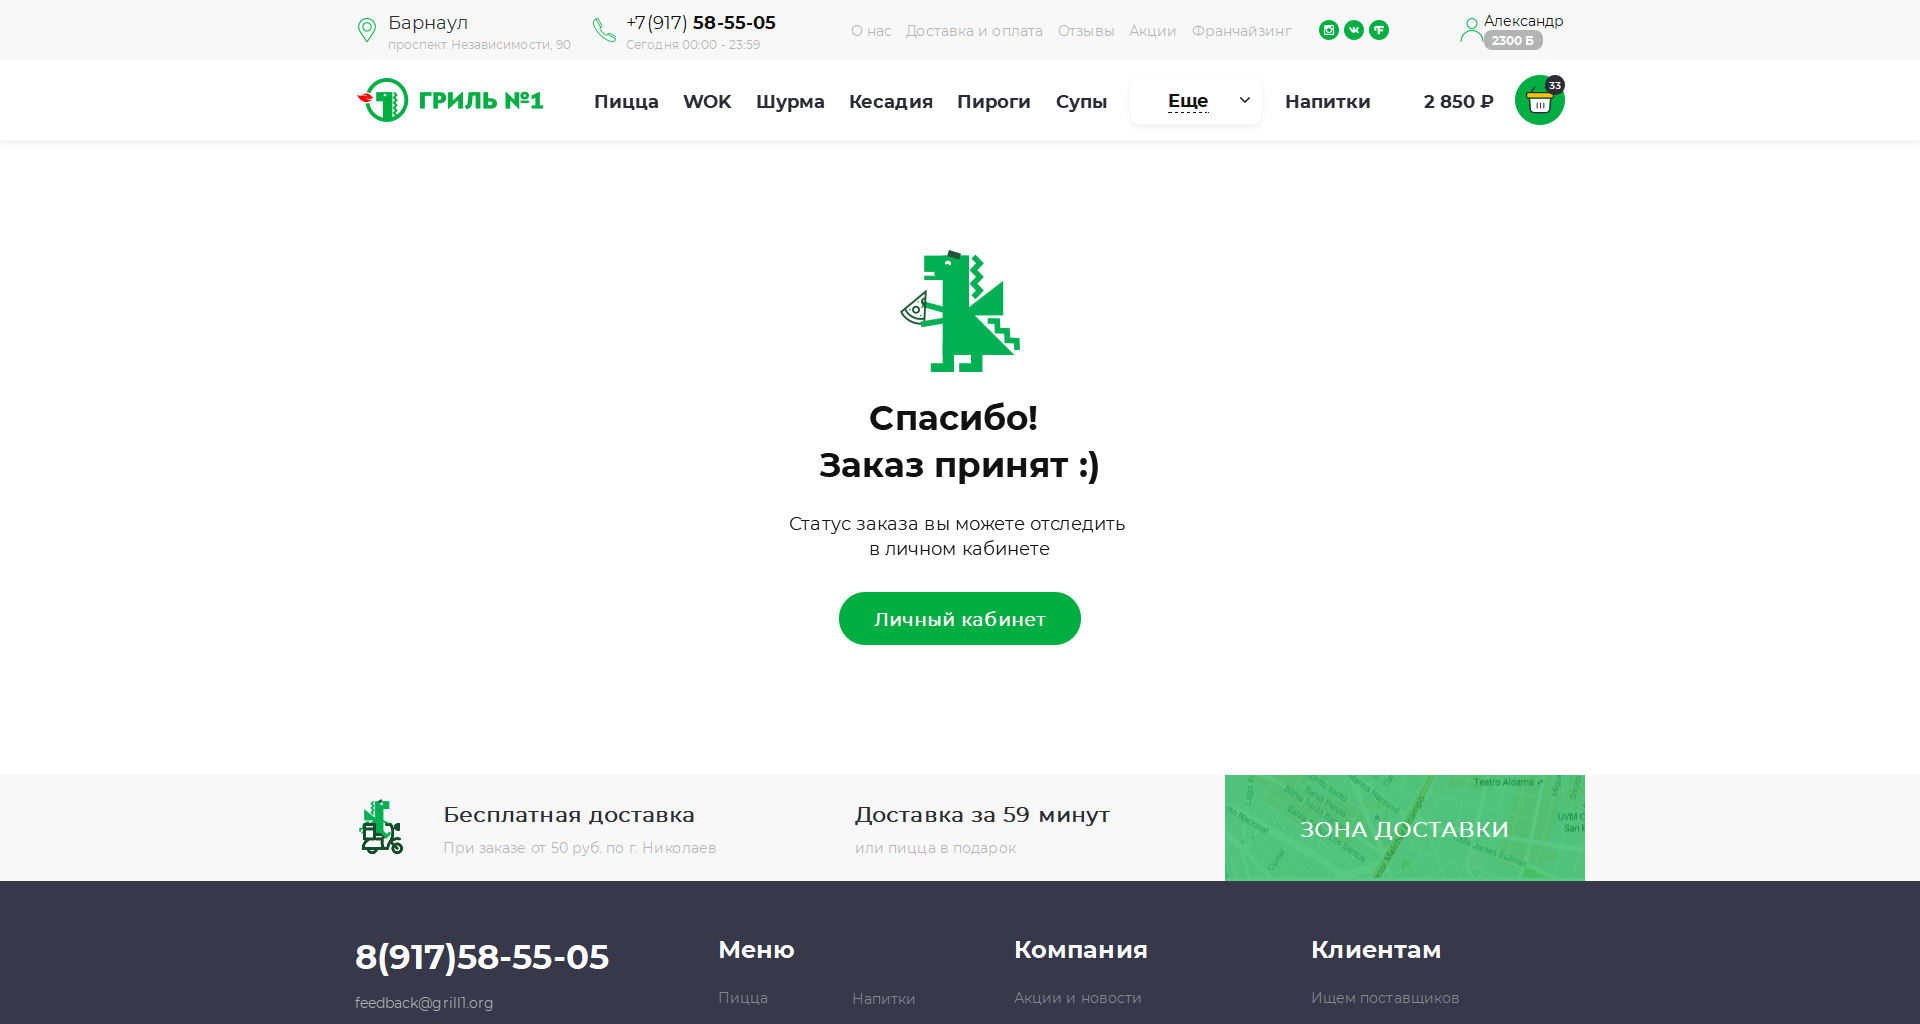 Барнаул
проспект Независимости, 90
+7(917) 58-55-05
Сегодня 00:00 - 23:59
О нас Доставка и оплата Отзывы Акции Франчайзинг
Александр
2300 Б
ГРИЛЬ №1
Пицца WOK Шурма Кесадия Пироги Супы Еще Напитки
2 850 ₽
33
Спасибо!
Заказ принят :)
Статус заказа вы можете отследить
в личном кабинете
Личный кабинет
Бесплатная доставка
При заказе от 50 руб. по г. Николаев
Доставка за 59 минут
или пицца в подарок
Teatro Aldama
ЗОНА ДОСТАВКИ
8(917)58-55-05
feedback@grill1.org
Меню
Пицца
Напитки
Компания
Акции и новости
Клиентам
Ищем поставщиков